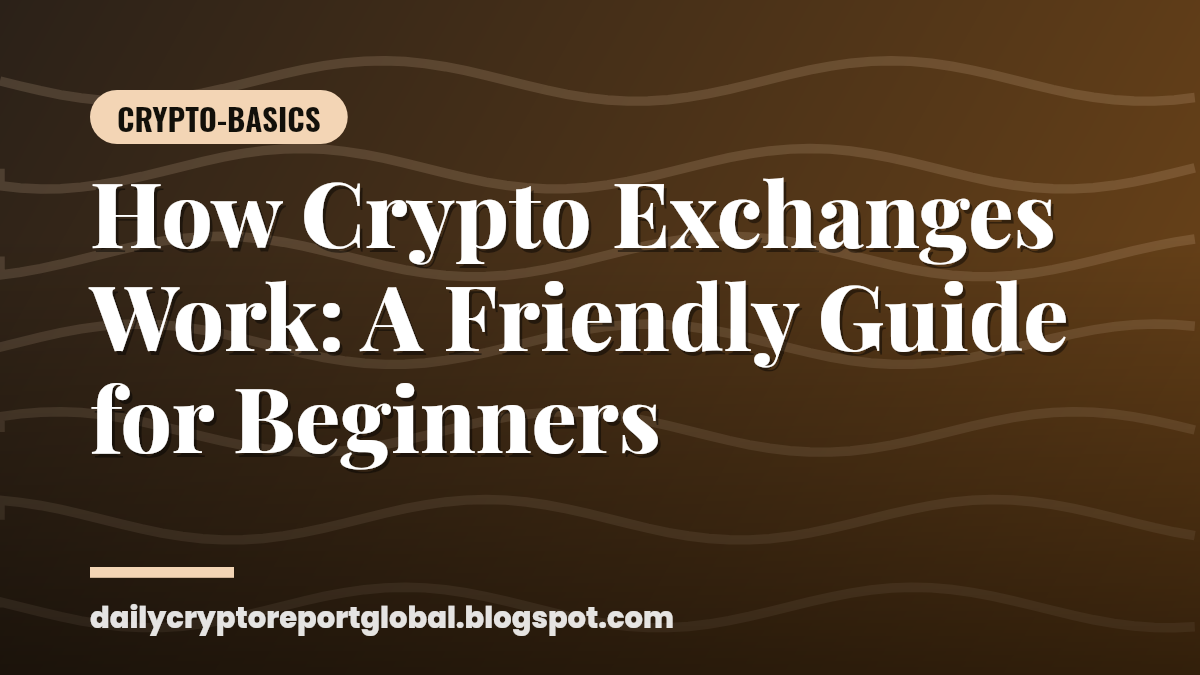 CRYPTO-BASICS
How Crypto Exchanges
Work: A Friendly Guide
for Beginners
dailycryptoreportglobal.blogspot.com